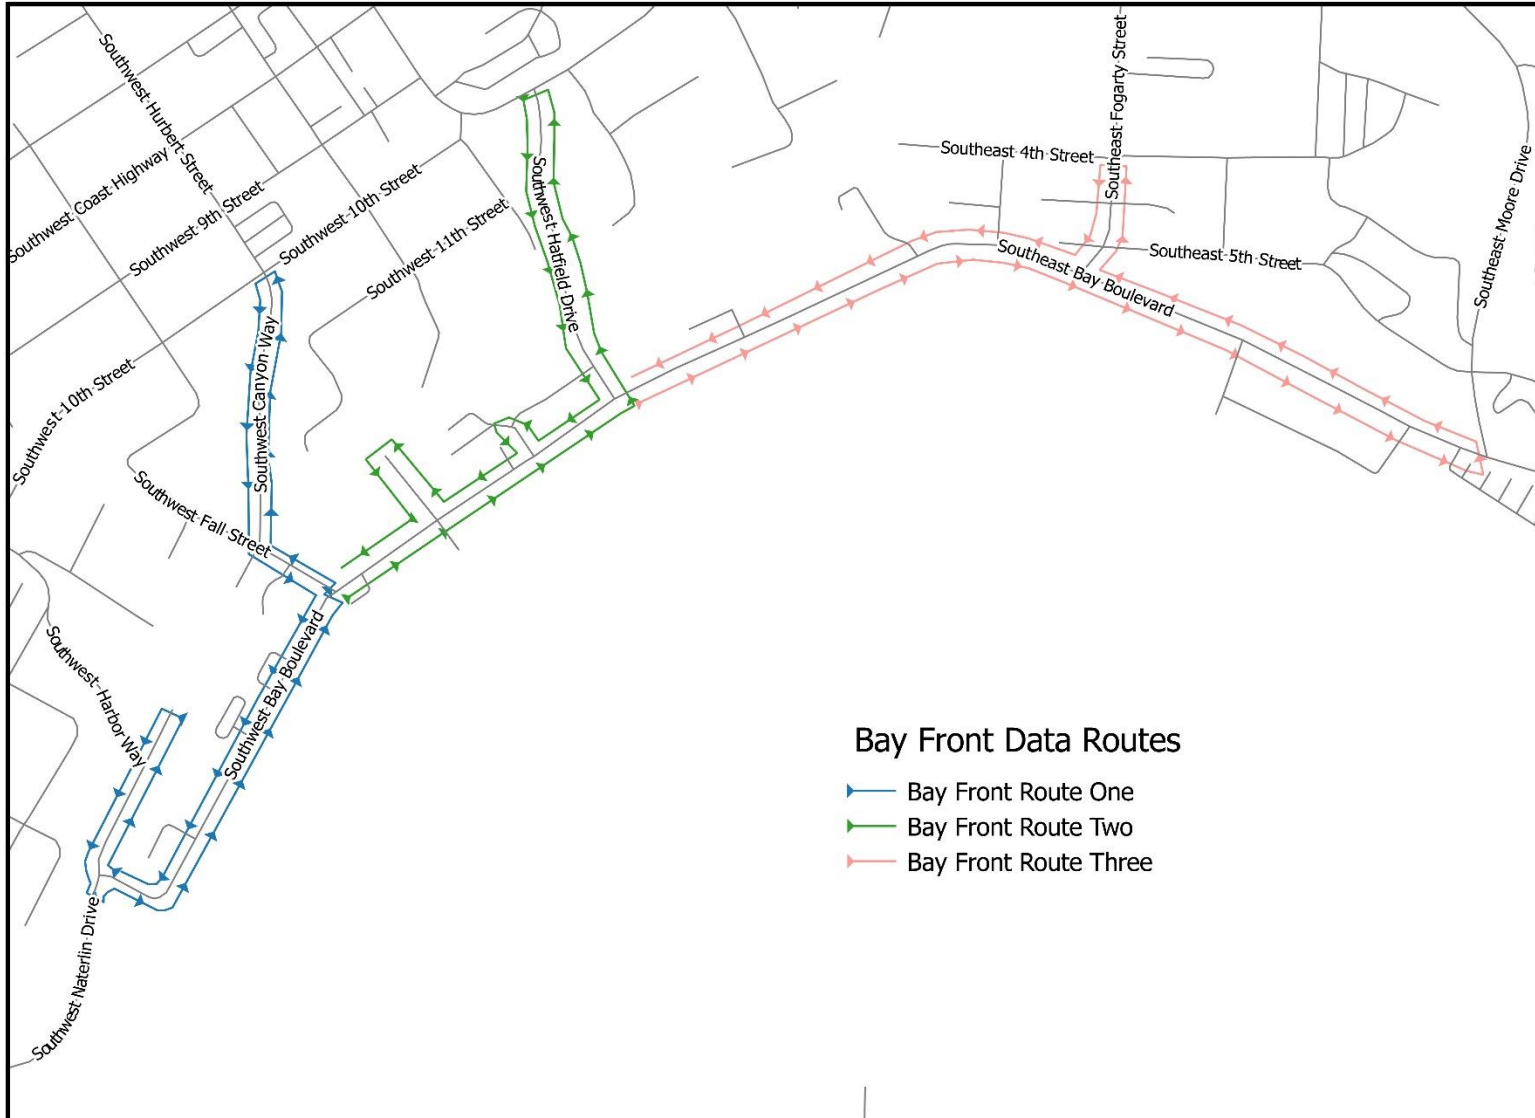 Southwest Hurbert Street
Southeast Fogarty Street
Southeast 4th Street
Southwest Coast Highway
Southwest 9th Street
Southwest 10th Street
Southwest 11th Street
Southwest Hatfield Drive
Southeast Moore Drive
Southeast 5th Street
Southeast Bay Boulevard
Southwest Canyon Way
Southwest 10th Street
Southwest Fall Street
Southwest Harbor Way
Southwest Bay Boulevard
Southwest Naterlin Drive
Bay Front Data Routes
Bay Front Route One
Bay Front Route Two
Bay Front Route Three